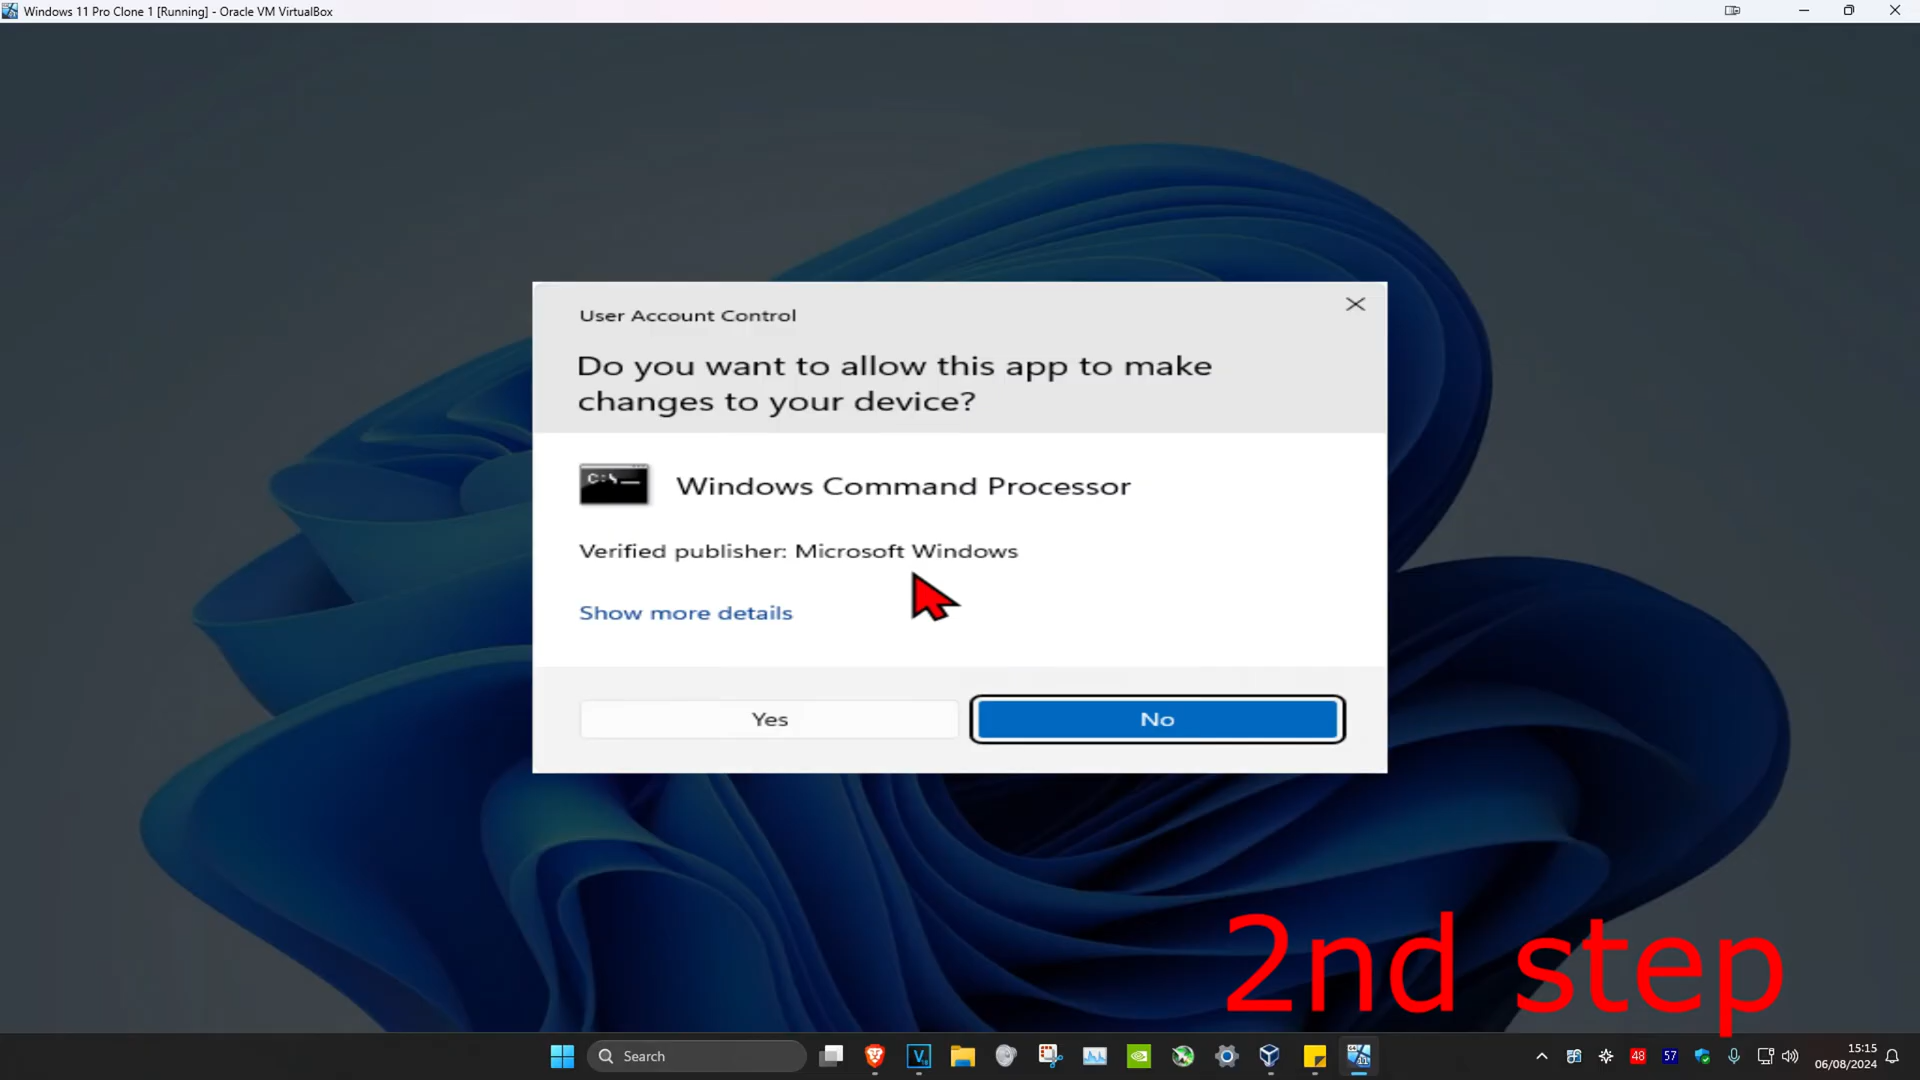 Windows 11 Pro Clone 1 [Running] - Oracle VM VirtualBox
User Account Control
Do you want to allow this app to make
changes to your device?
C:\
Windows Command Processor
Verified publisher: Microsoft Windows
Show more details
Yes
No
2nd step
Search
48
57
15:15
06/08/2024